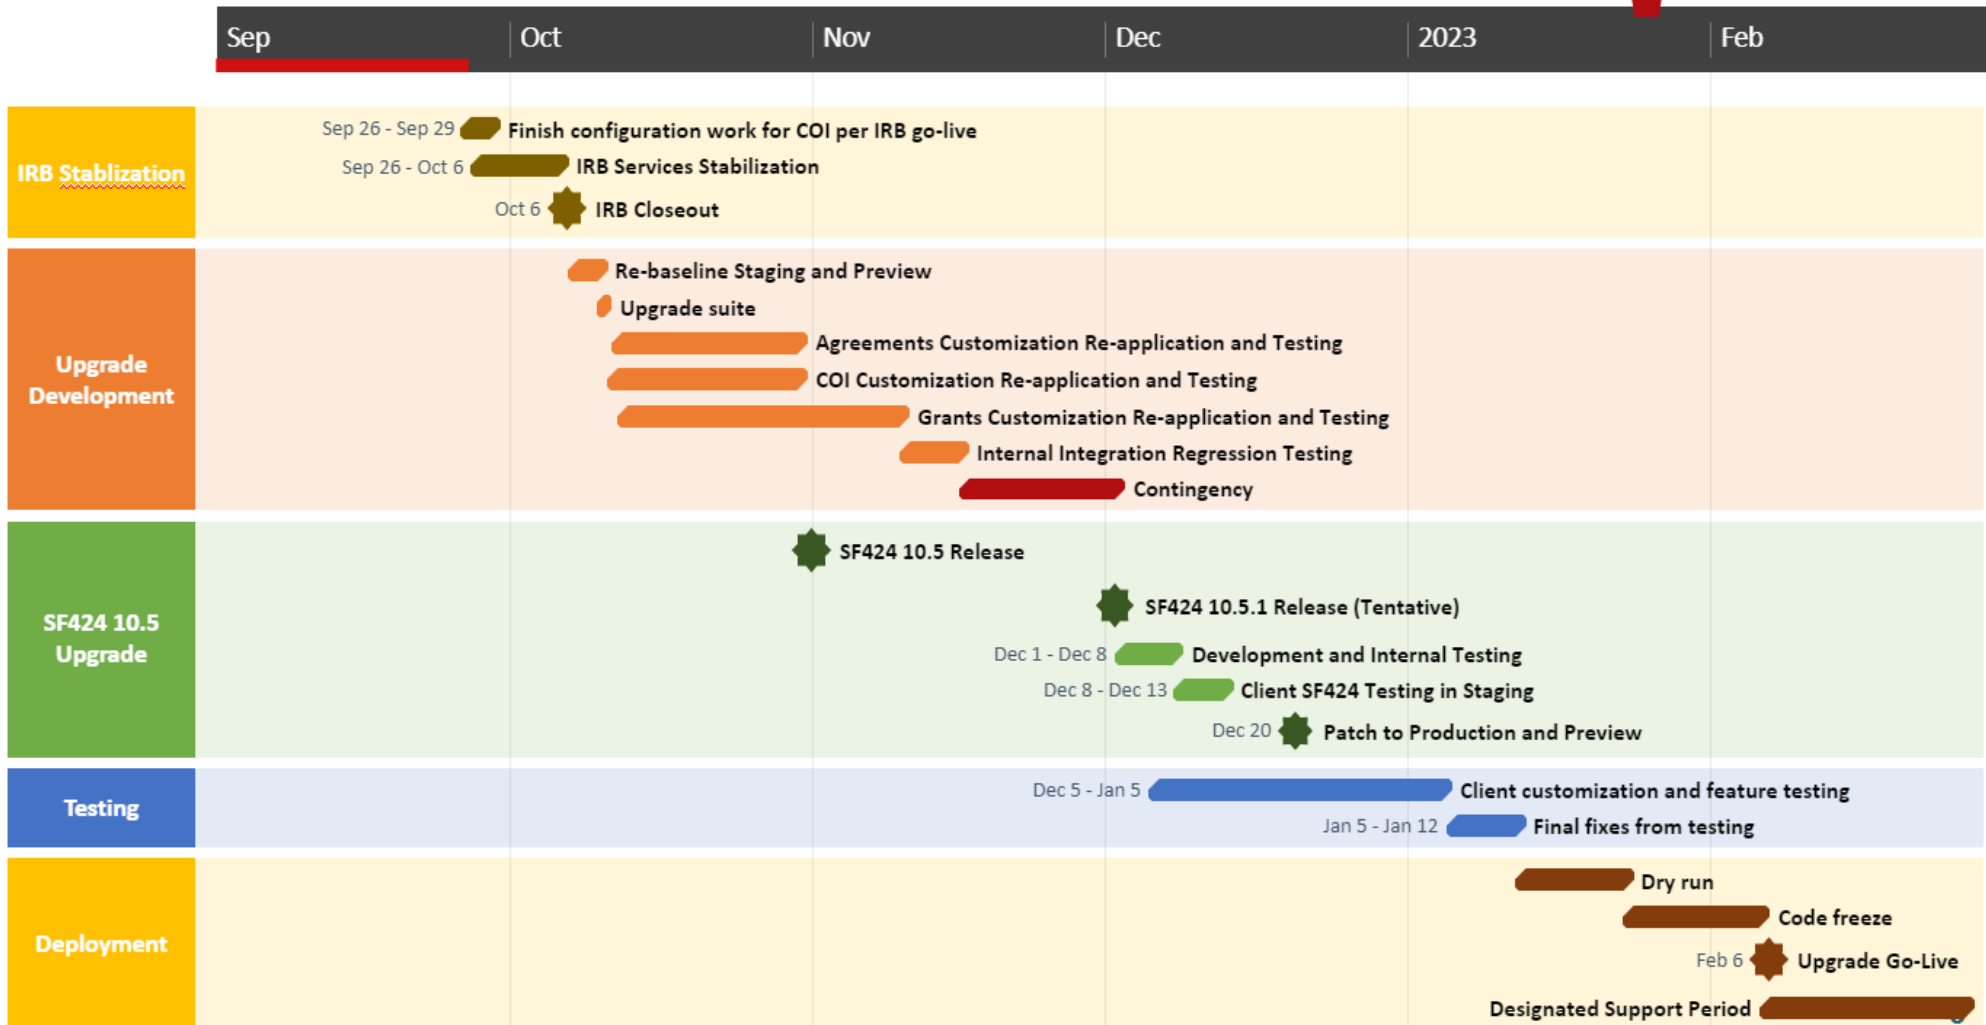 Sep Oct Nov Dec 2023 Feb
IRB Stablization
Sep 26 - Sep 29 Finish configuration work for COI per IRB go-live
Sep 26 - Oct 6 IRB Services Stabilization
Oct 6 IRB Closeout
Upgrade
Development
Re-baseline Staging and Preview
Upgrade suite
Agreements Customization Re-application and Testing
COI Customization Re-application and Testing
Grants Customization Re-application and Testing
Internal Integration Regression Testing
Contingency
SF424 10.5
Upgrade
SF424 10.5 Release
SF424 10.5.1 Release (Tentative)
Dec 1 - Dec 8 Development and Internal Testing
Dec 8 - Dec 13 Client SF424 Testing in Staging
Dec 20 Patch to Production and Preview
Testing
Dec 5 - Jan 5 Client customization and feature testing
Jan 5 - Jan 12 Final fixes from testing
Deployment
Dry run
Code freeze
Feb 6 Upgrade Go-Live
Designated Support Period